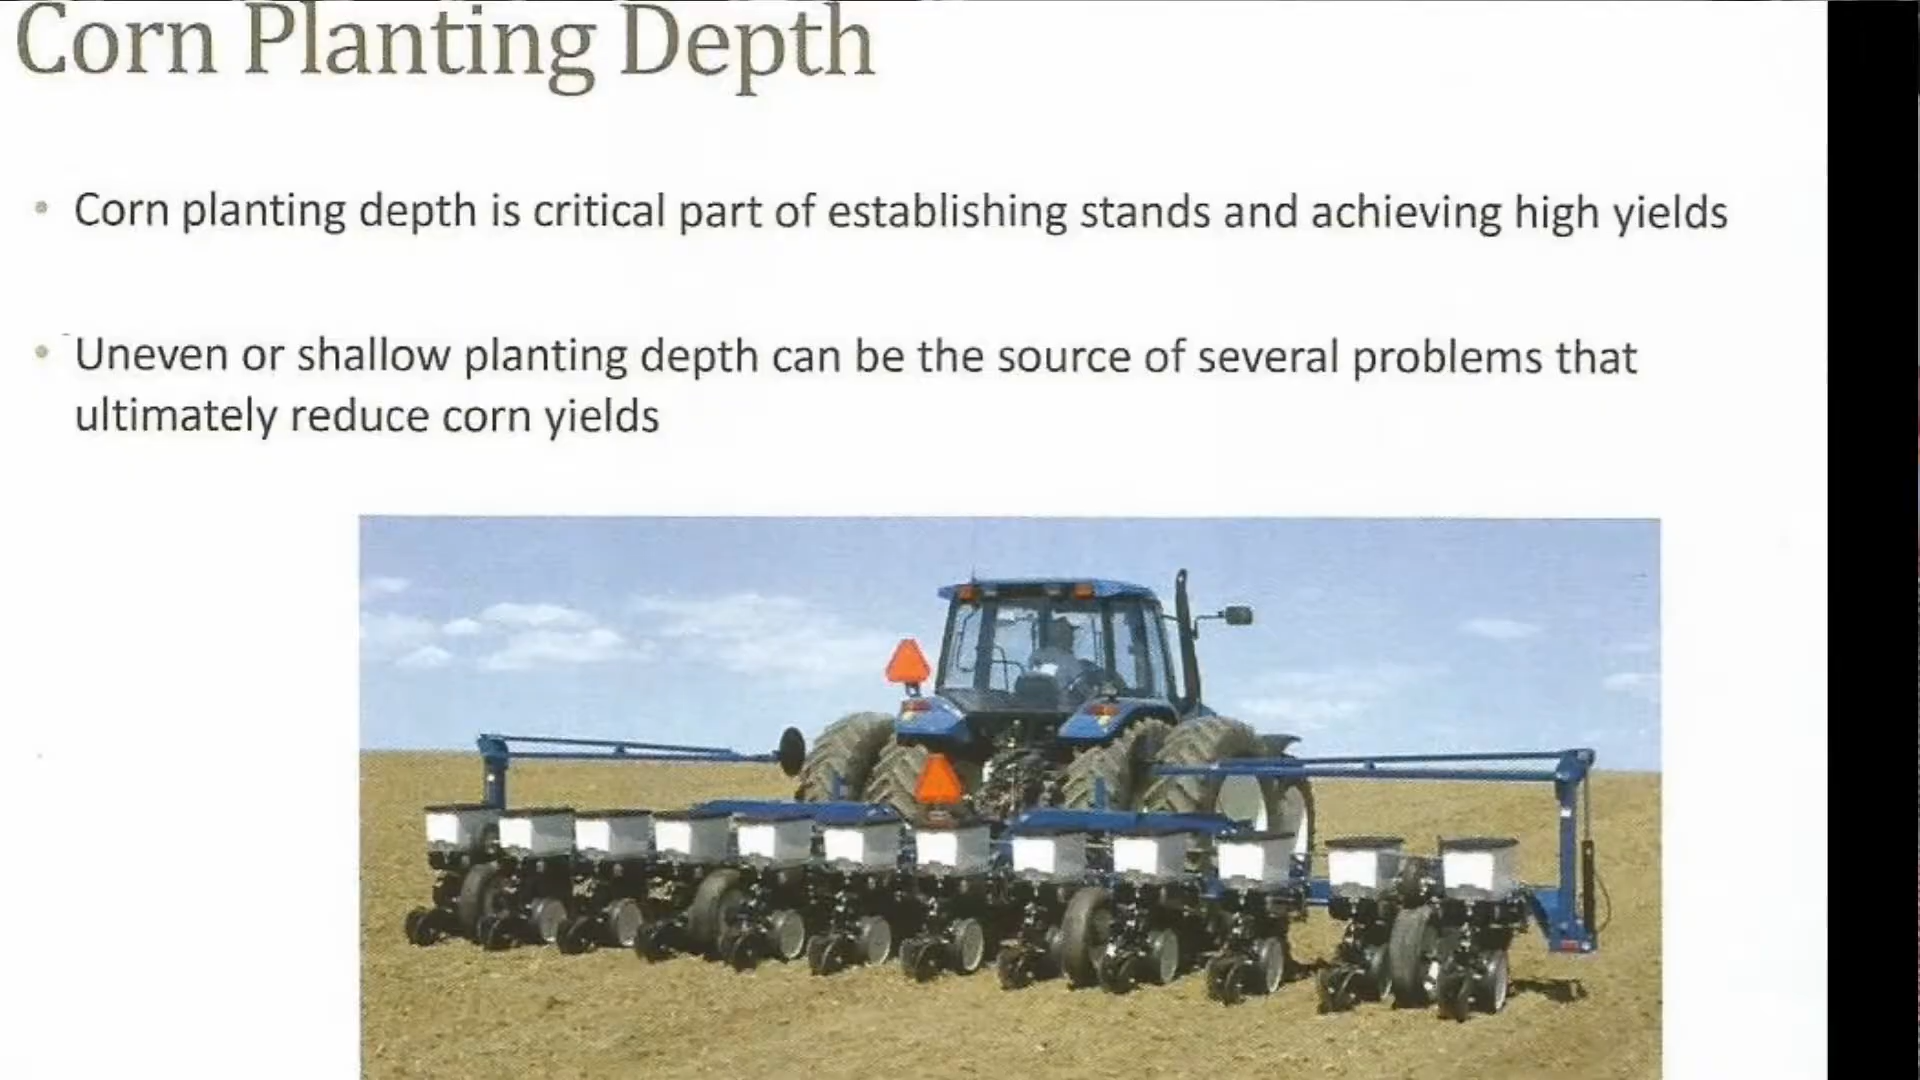 Corn Planting Depth
• Corn planting depth is critical part of establishing stands and achieving high yields
• Uneven or shallow planting depth can be the source of several problems that
ultimately reduce corn yields